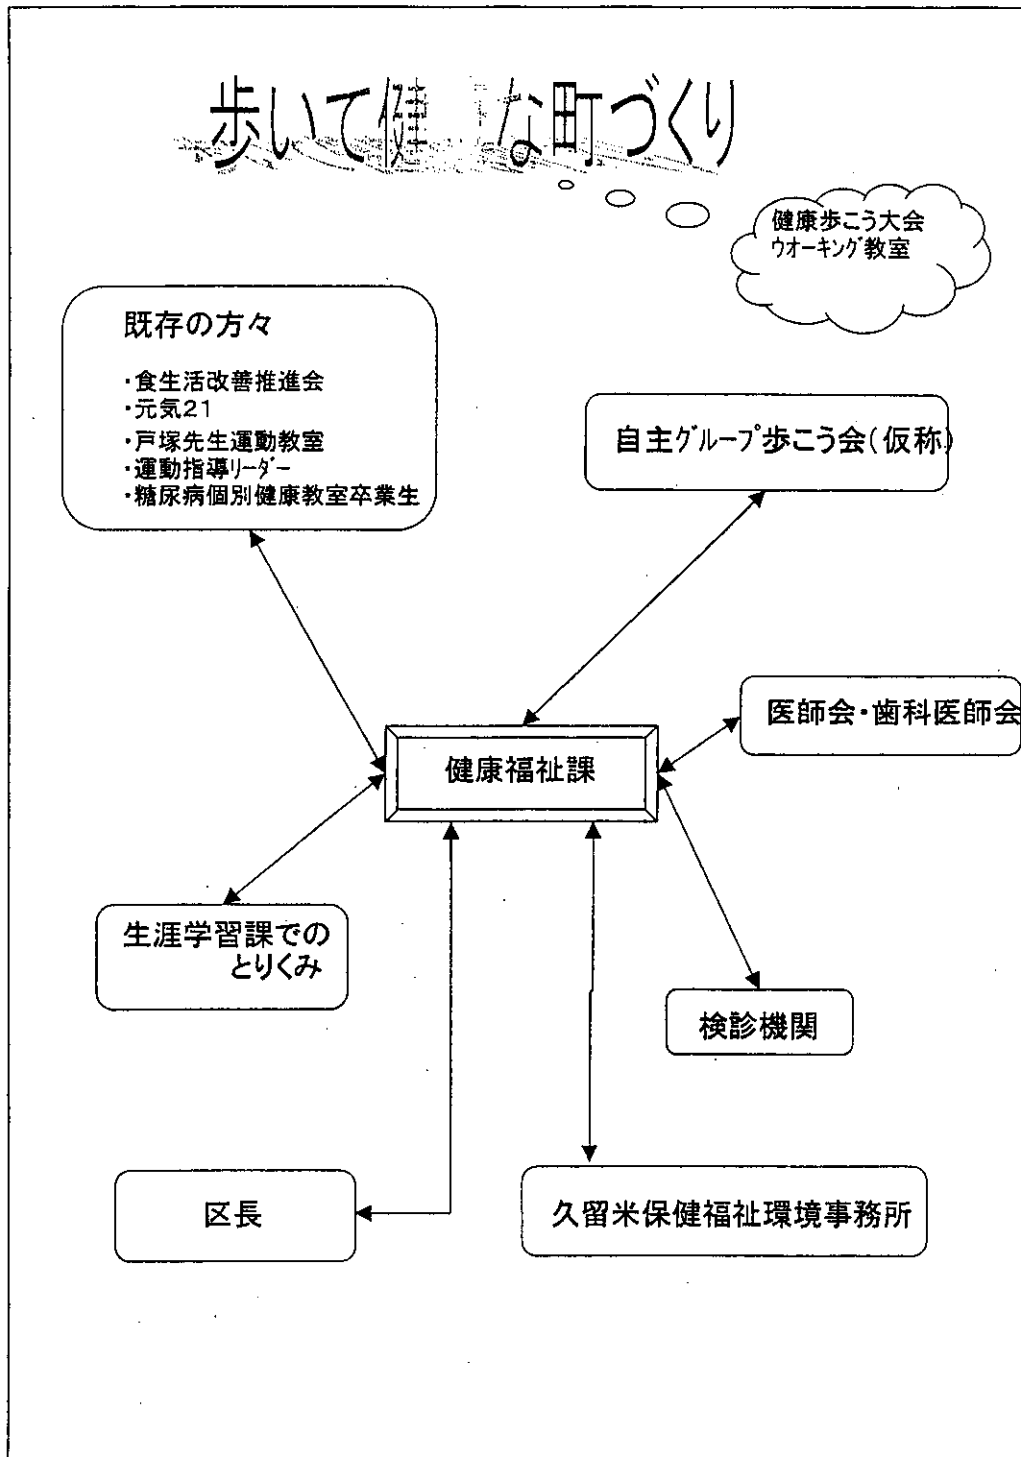 歩いて健 な町づくり
健康歩こう大会
ウオーキング教室
既存の方々
・食生活改善推進会
・元気21
・戸塚先生運動教室
・運動指導リーダー
・糖尿病個別健康教室卒業生
自主グループ歩こう会(仮称)
医師会・歯科医師会
健康福祉課
生涯学習課での
とりくみ
検診機関
区長
久留米保健福祉環境事務所